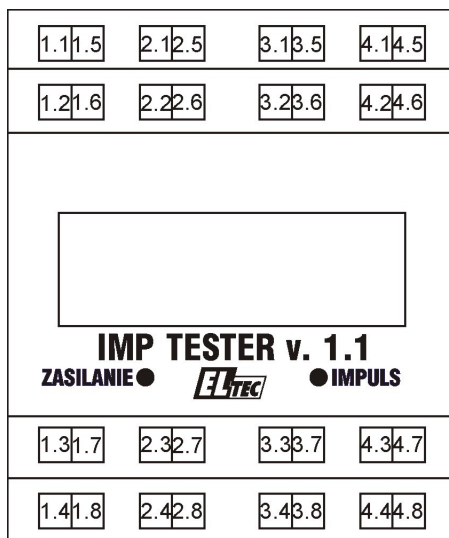 1.1 1.5 2.1 2.5 3.1 3.5 4.1 4.5
1.2 1.6 2.2 2.6 3.2 3.6 4.2 4.6
IMP TESTER v. 1.1
ZASILANIE ELTEC IMPULS
1.3 1.7 2.3 2.7 3.3 3.7 4.3 4.7
1.4 1.8 2.4 2.8 3.4 3.8 4.4 4.8